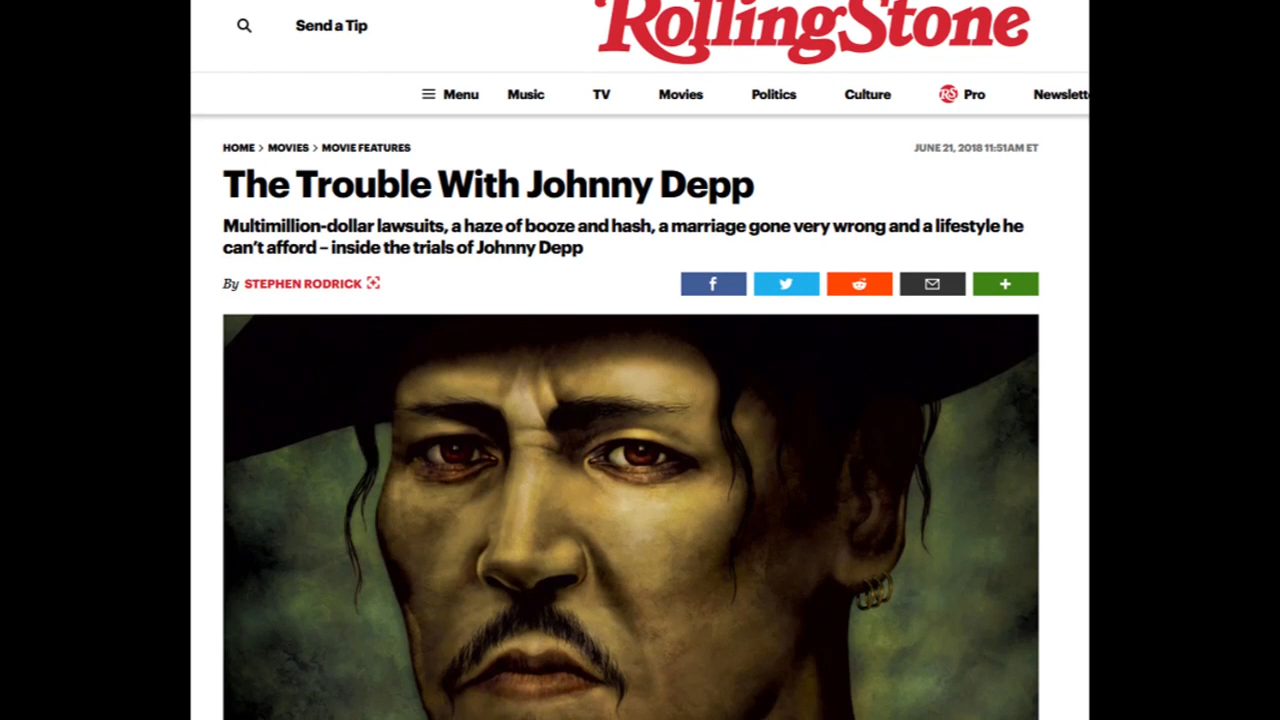 Send a Tip
RollingStone
Menu Music TV Movies Politics Culture RS Pro Newslett
HOME > MOVIES > MOVIE FEATURES
JUNE 21, 2018 11:51AM ET
The Trouble With Johnny Depp
Multimillion-dollar lawsuits, a haze of booze and hash, a marriage gone very wrong and a lifestyle he
can't afford – inside the trials of Johnny Depp
By STEPHEN RODRICK